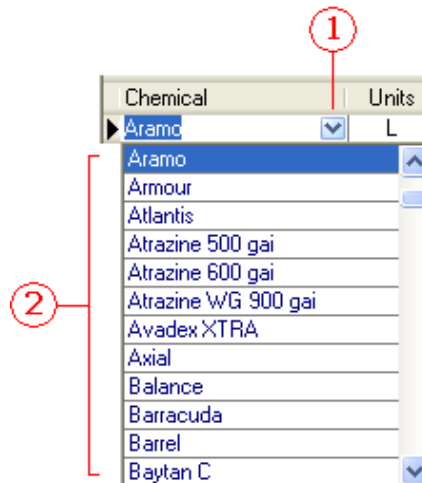 1
Chemical Units
Aramo L
Aramo
Armour
Atlantis
Atrazine 500 gai
Atrazine 600 gai
Atrazine WG 900 gai
2
Avadex XTRA
Axial
Balance
Barracuda
Barrel
Baytan C